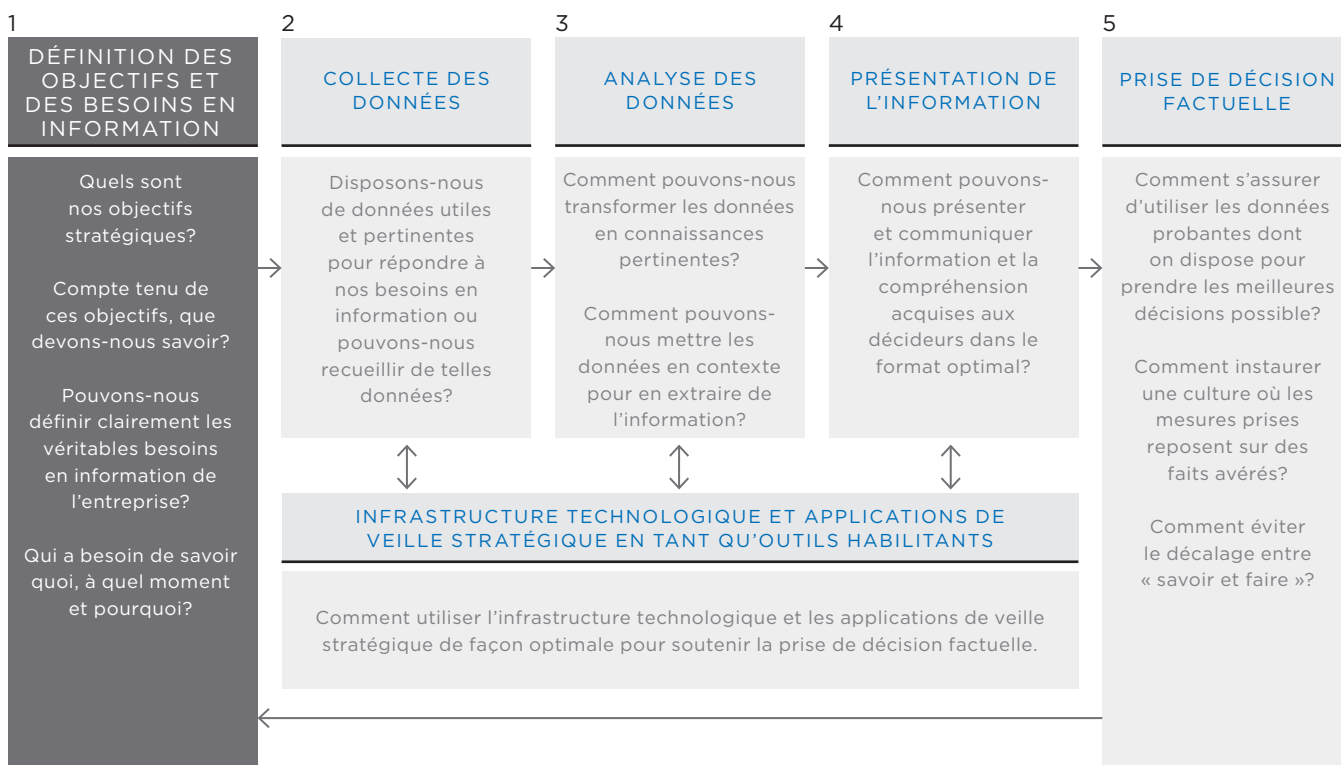 1
DÉFINITION DES
OBJECTIFS ET
DES BESOINS EN
INFORMATION
Quels sont
nos objectifs
stratégiques?
Compte tenu de
ces objectifs, que
devons-nous savoir?
Pouvons-nous
définir clairement les
véritables besoins
en information de
l’entreprise?
Qui a besoin de savoir
quoi, à quel moment
et pourquoi?
2
COLLECTE DES
DONNÉES
Disposons-nous
de données utiles
et pertinentes
pour répondre à
nos besoins en
information ou
pouvons-nous
recueillir de telles
données?
3
ANALYSE DES
DONNÉES
Comment pouvons-nous
transformer les données
en connaissances
pertinentes?
Comment pouvons-
nous mettre les
données en contexte
pour en extraire de
l’information?
4
PRÉSENTATION DE
L’INFORMATION
Comment pouvons-
nous présenter
et communiquer
l’information et la
compréhension
acquises aux
décideurs dans le
format optimal?
5
PRISE DE DÉCISION
FACTUELLE
Comment s’assurer
d’utiliser les données
probantes dont
on dispose pour
prendre les meilleures
décisions possible?
Comment instaurer
une culture où les
mesures prises
reposent sur des
faits avérés?
Comment éviter
le décalage entre
« savoir et faire »?
INFRASTRUCTURE TECHNOLOGIQUE ET APPLICATIONS DE
VEILLE STRATÉGIQUE EN TANT QU’OUTILS HABILITANTS
Comment utiliser l’infrastructure technologique et les applications de veille
stratégique de façon optimale pour soutenir la prise de décision factuelle.